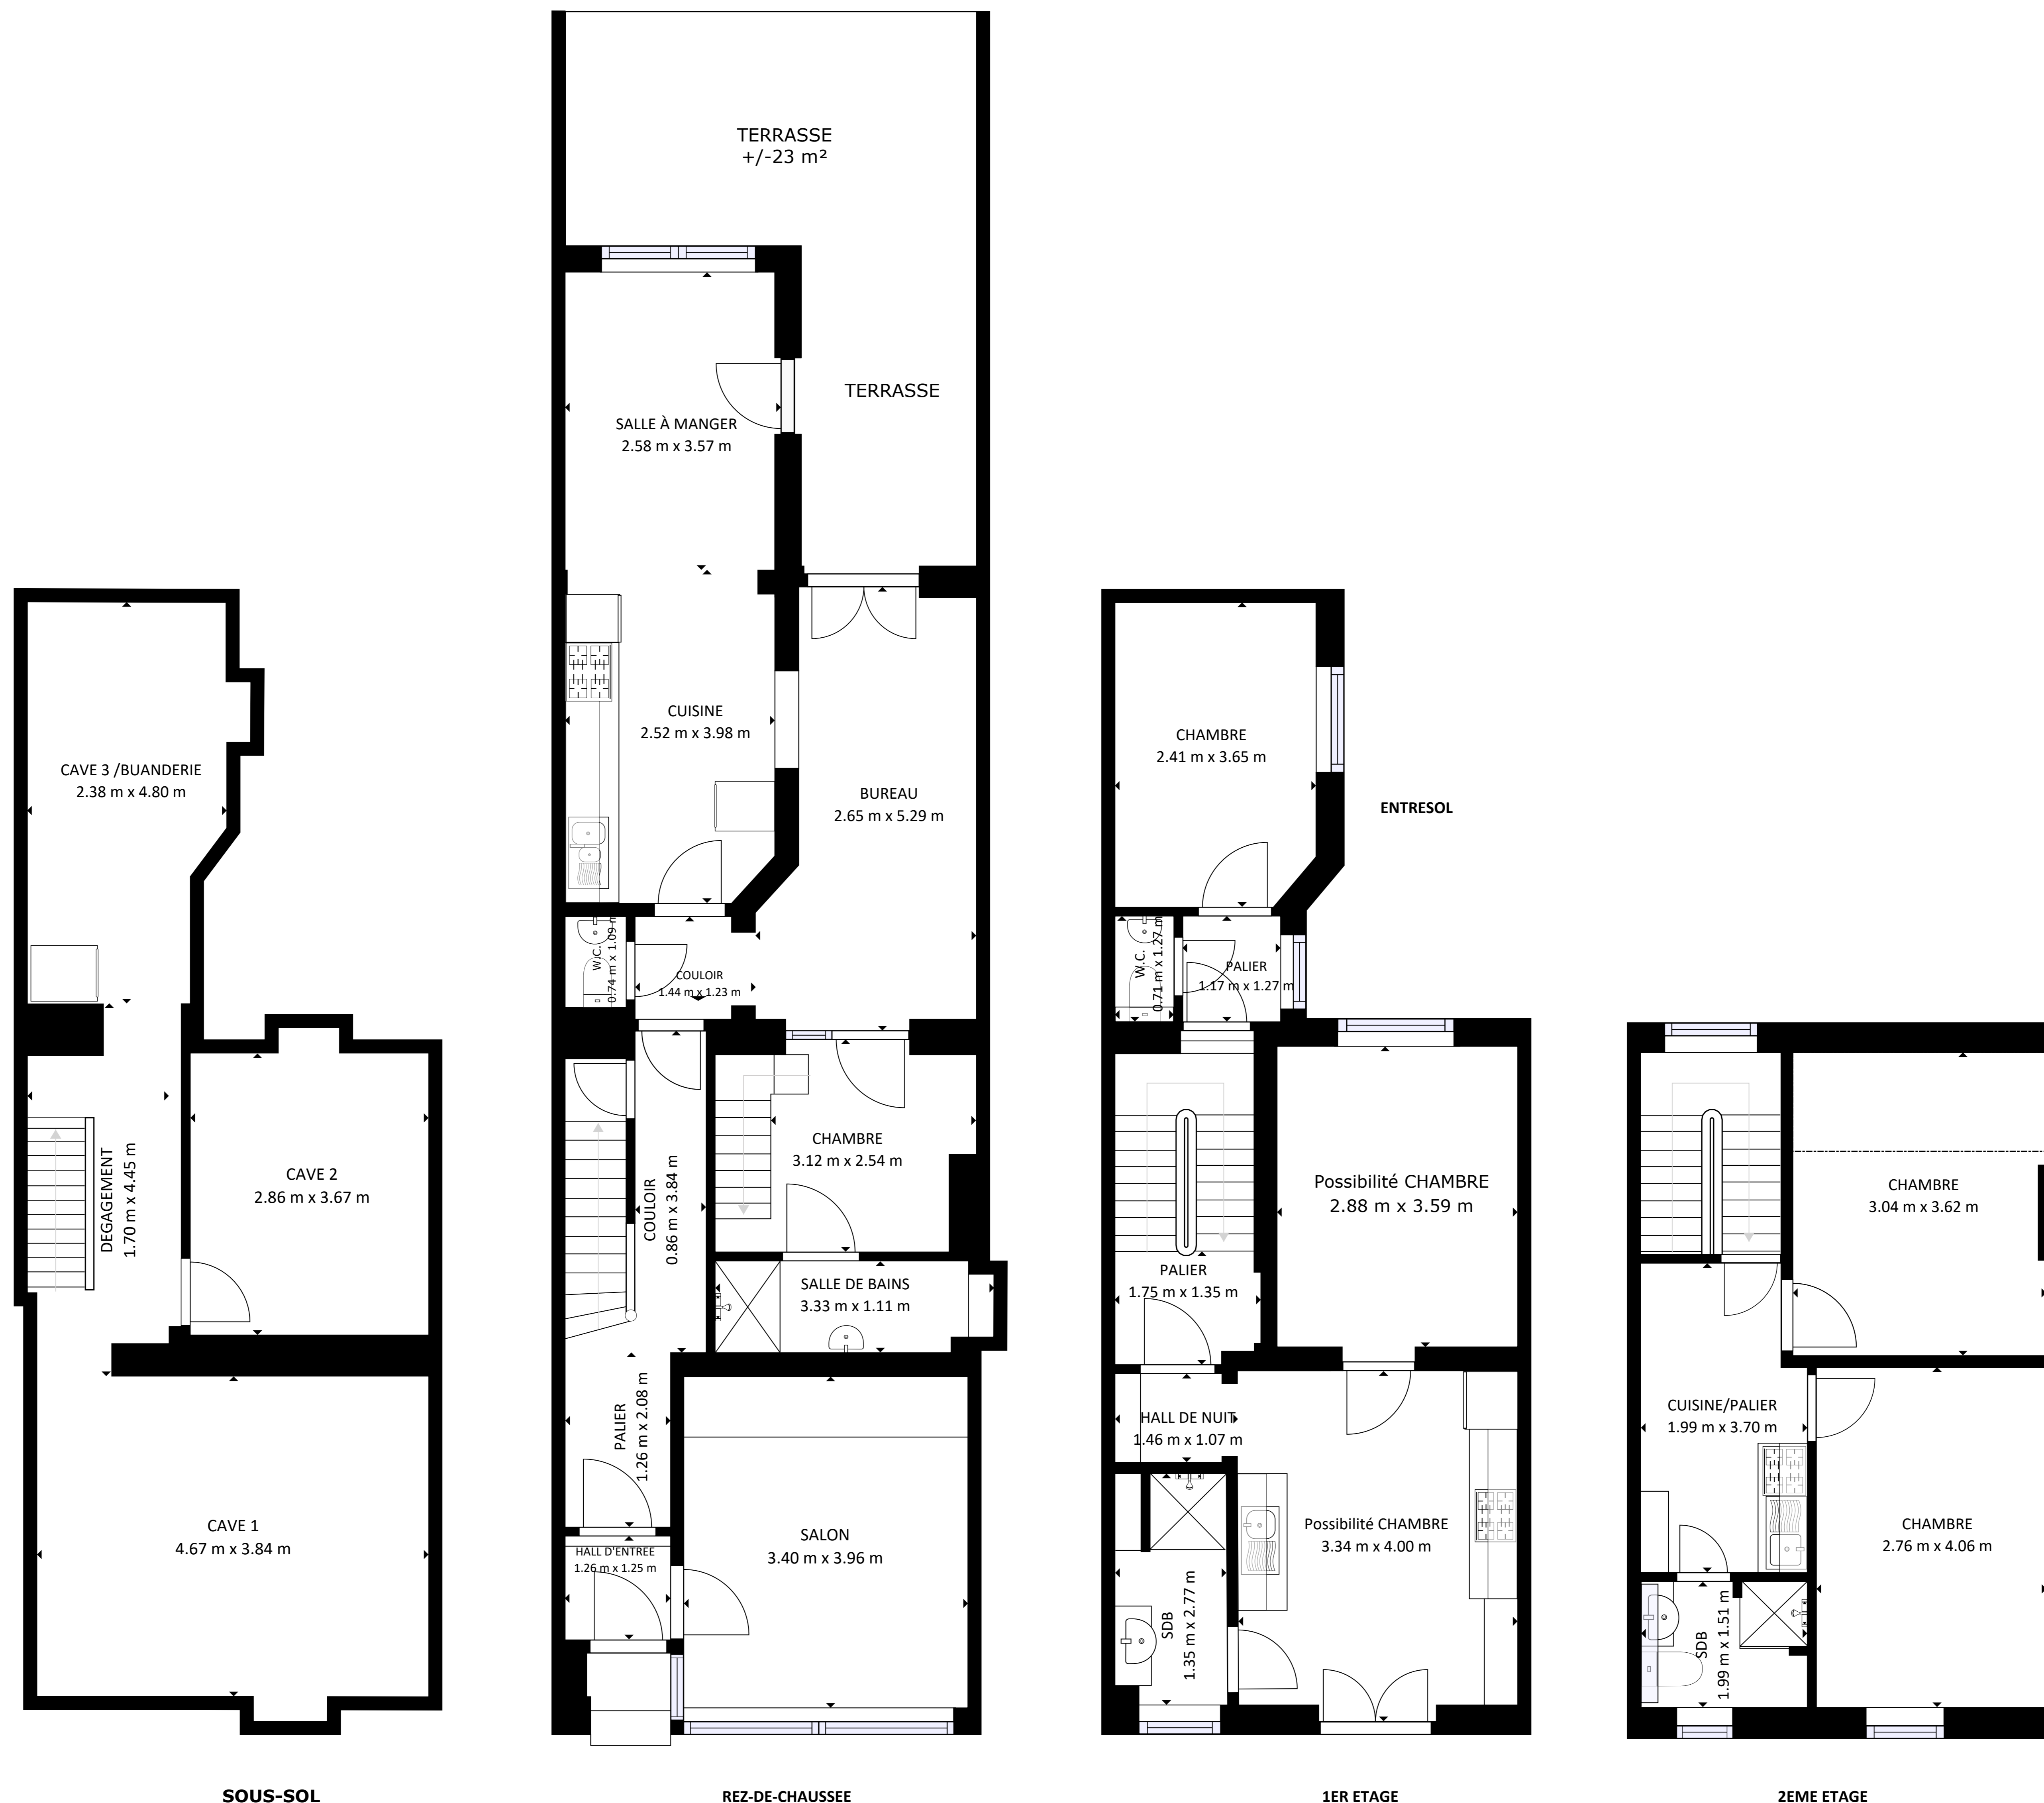 CAVE 3 /BUANDERIE
2.38 m x 4.80 m
DEGAGEMENT
1.70 m x 4.45 m
CAVE 2
2.86 m x 3.67 m
CAVE 1
4.67 m x 3.84 m
SOUS-SOL
TERRASSE
+/-23 m²
TERRASSE
SALLE À MANGER
2.58 m x 3.57 m
CUISINE
2.52 m x 3.98 m
BUREAU
2.65 m x 5.29 m
W.C.
0.74 m x 1.09 m
COULOIR
1.44 m x 1.23 m
COULOIR
0.86 m x 3.84 m
CHAMBRE
3.12 m x 2.54 m
SALLE DE BAINS
3.33 m x 1.11 m
PALIER
1.26 m x 2.08 m
HALL D'ENTREE
1.26 m x 1.25 m
SALON
3.40 m x 3.96 m
REZ-DE-CHAUSSEE
CHAMBRE
2.41 m x 3.65 m
ENTRESOL
W.C.
0.71 m x 1.27 m
PALIER
1.17 m x 1.27 m
Possibilité CHAMBRE
2.88 m x 3.59 m
PALIER
1.75 m x 1.35 m
HALL DE NUIT
1.46 m x 1.07 m
Possibilité CHAMBRE
3.34 m x 4.00 m
SDB
1.35 m x 2.77 m
1ER ETAGE
CHAMBRE
3.04 m x 3.62 m
CUISINE/PALIER
1.99 m x 3.70 m
CHAMBRE
2.76 m x 4.06 m
SDB
1.99 m x 1.51 m
2EME ETAGE